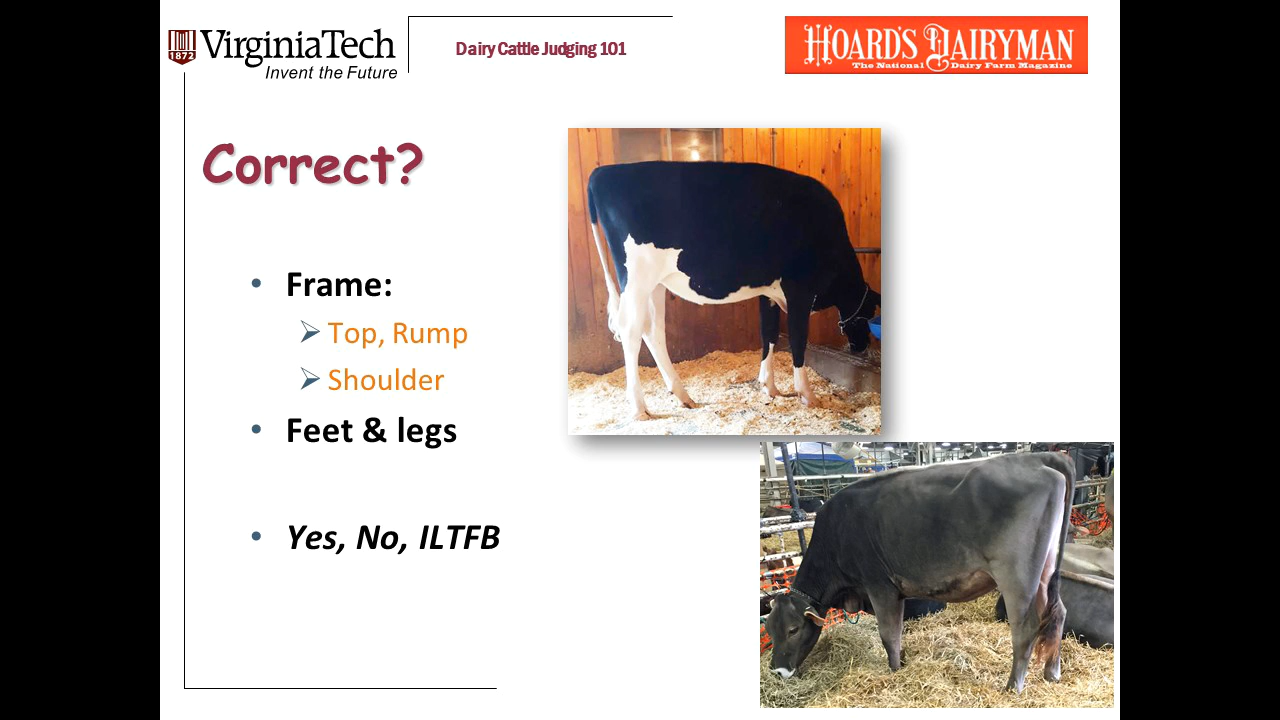 VirginiaTech
1872
Invent the Future
Dairy Cattle Judging 101
HOARD'S DAIRYMAN
The National Dairy Farm Magazine
Correct?
• Frame:
Top, Rump
Shoulder
• Feet & legs
• Yes, No, ILTFB